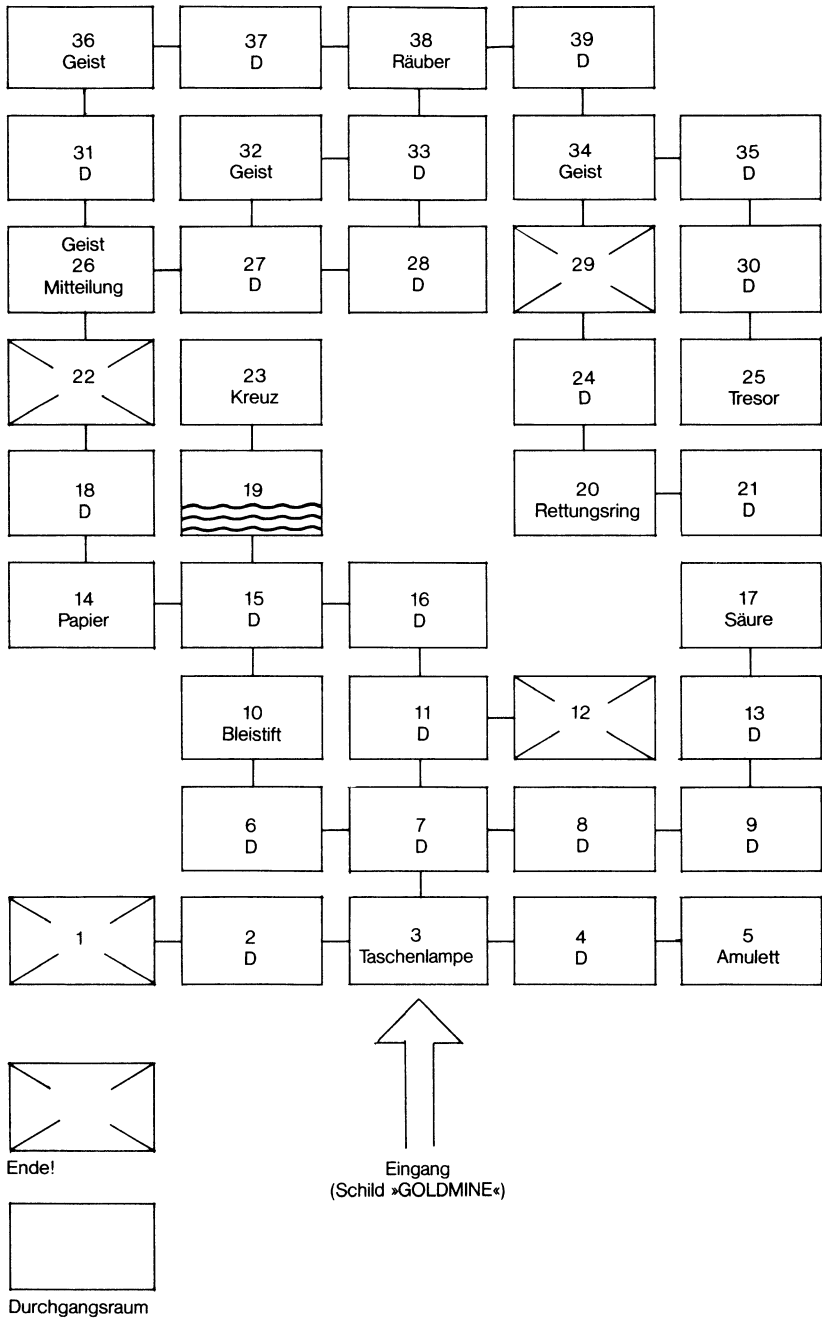 36
Geist
37
D
38
Räuber
39
D
31
D
32
Geist
33
D
34
Geist
35
D
Geist
26
Mitteilung
27
D
28
D
29
30
D
22
23
Kreuz
24
D
25
Tresor
18
D
19
20
Rettungsring
21
D
14
Papier
15
D
16
D
17
Säure
10
Bleistift
11
D
12
13
D
6
D
7
D
8
D
9
D
1
2
D
3
Taschenlampe
4
D
5
Amulett
Ende!
Eingang
(Schild »GOLDMINE«)
Durchgangsraum